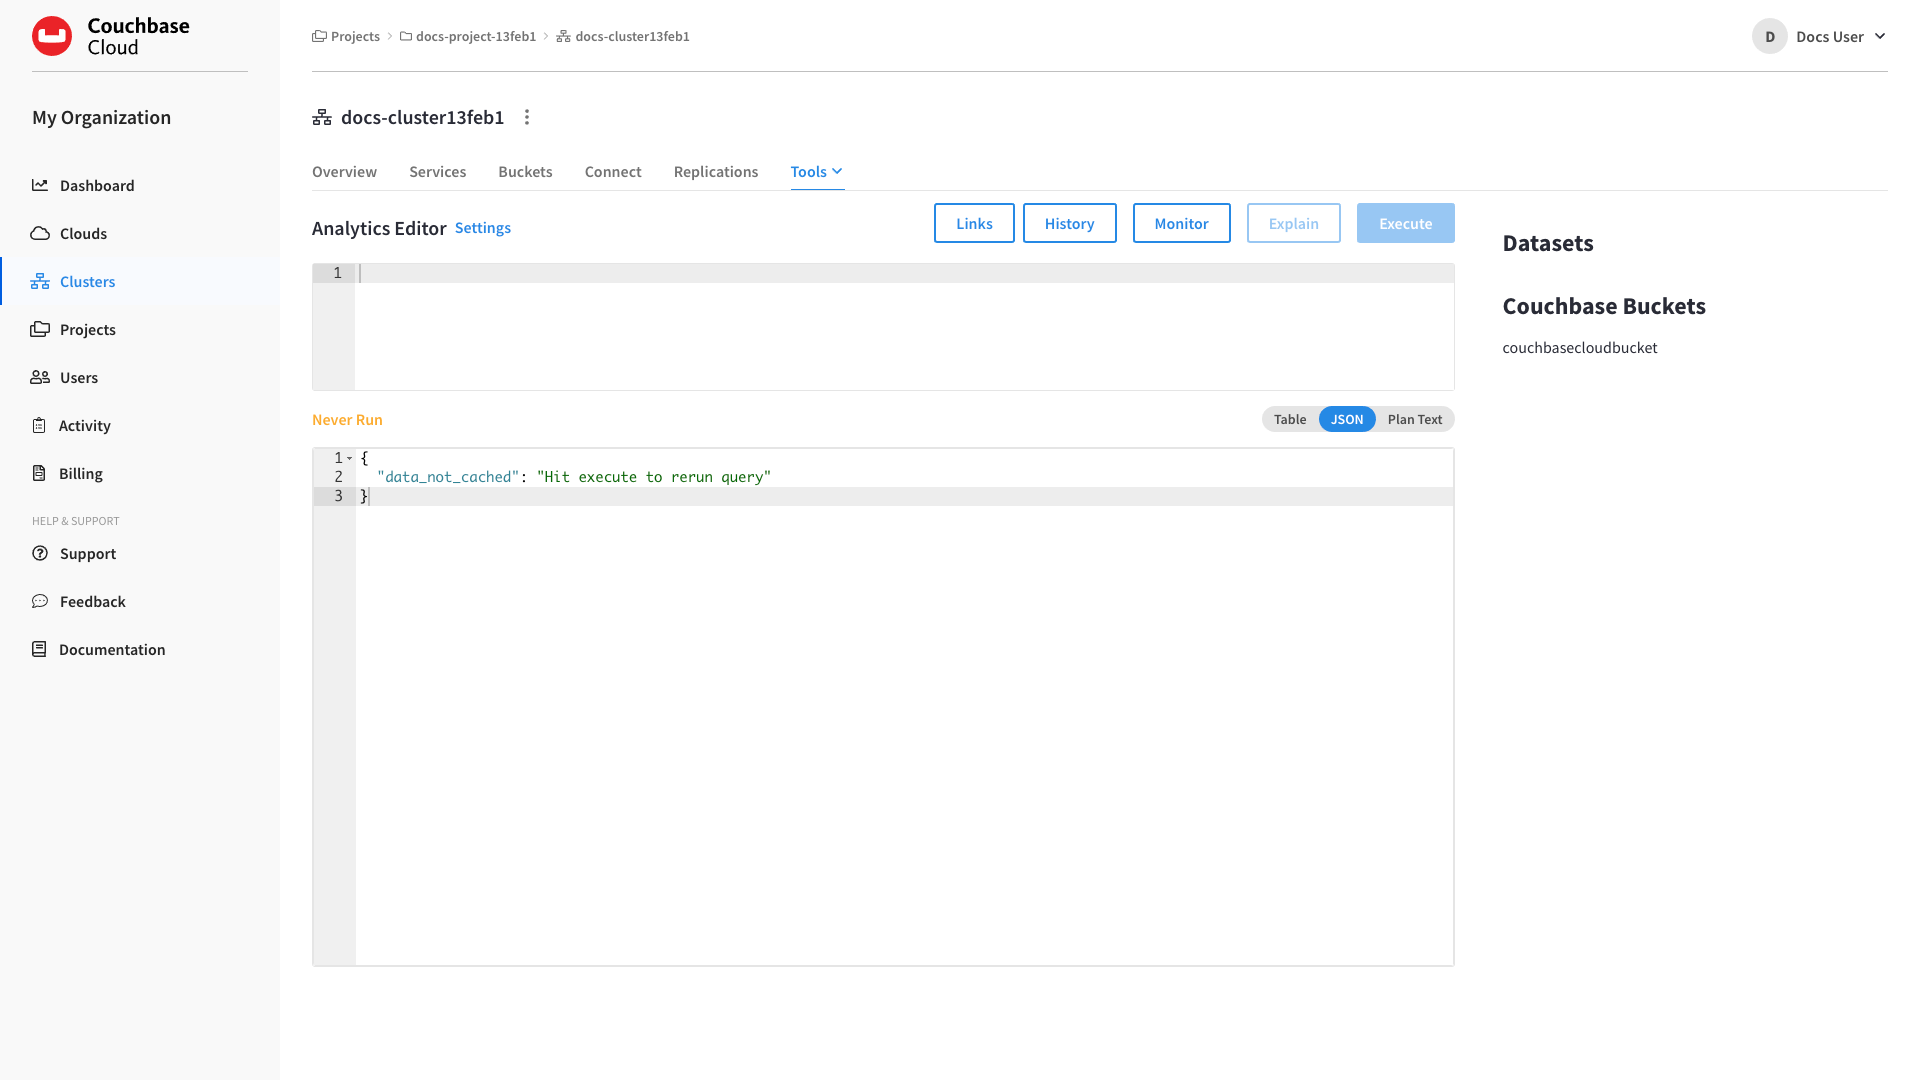 Couchbase
Cloud
My Organization
Dashboard
Clouds
Clusters
Projects
Users
Activity
Billing
HELP & SUPPORT
Support
Feedback
Documentation
Projects > docs-project-13feb1 > docs-cluster13feb1
D Docs User
docs-cluster13feb1
Overview Services Buckets Connect Replications Tools
Analytics Editor Settings
Links History Monitor Explain Execute
1
Never Run
Table JSON Plan Text
1 {
2 "data_not_cached": "Hit execute to rerun query"
3 }
Datasets
Couchbase Buckets
couchbasecloudbucket